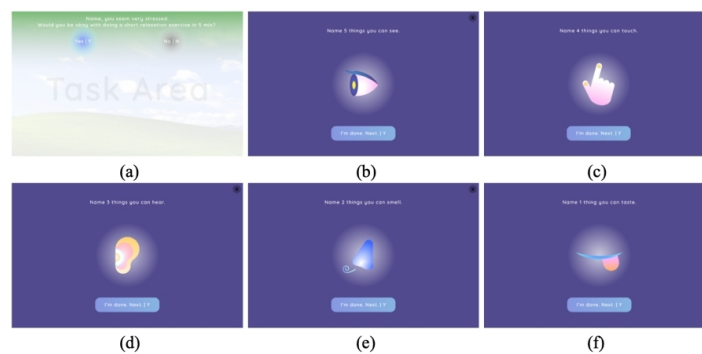 Name, you seem very stressed
Would you be okay with doing a short relaxation exercise in 5 min?
Yes | Y
No | N
Task Area
(a)
Name 5 things you can see.
I'm done. Next. | Y
(b)
Name 4 things you can touch.
I'm done. Next. | Y
(c)
Name 3 things you can hear.
I'm done. Next. | Y
(d)
Name 2 things you can smell.
I'm done. Next. | Y
(e)
Name 1 thing you can taste.
I'm done. Next. | Y
(f)